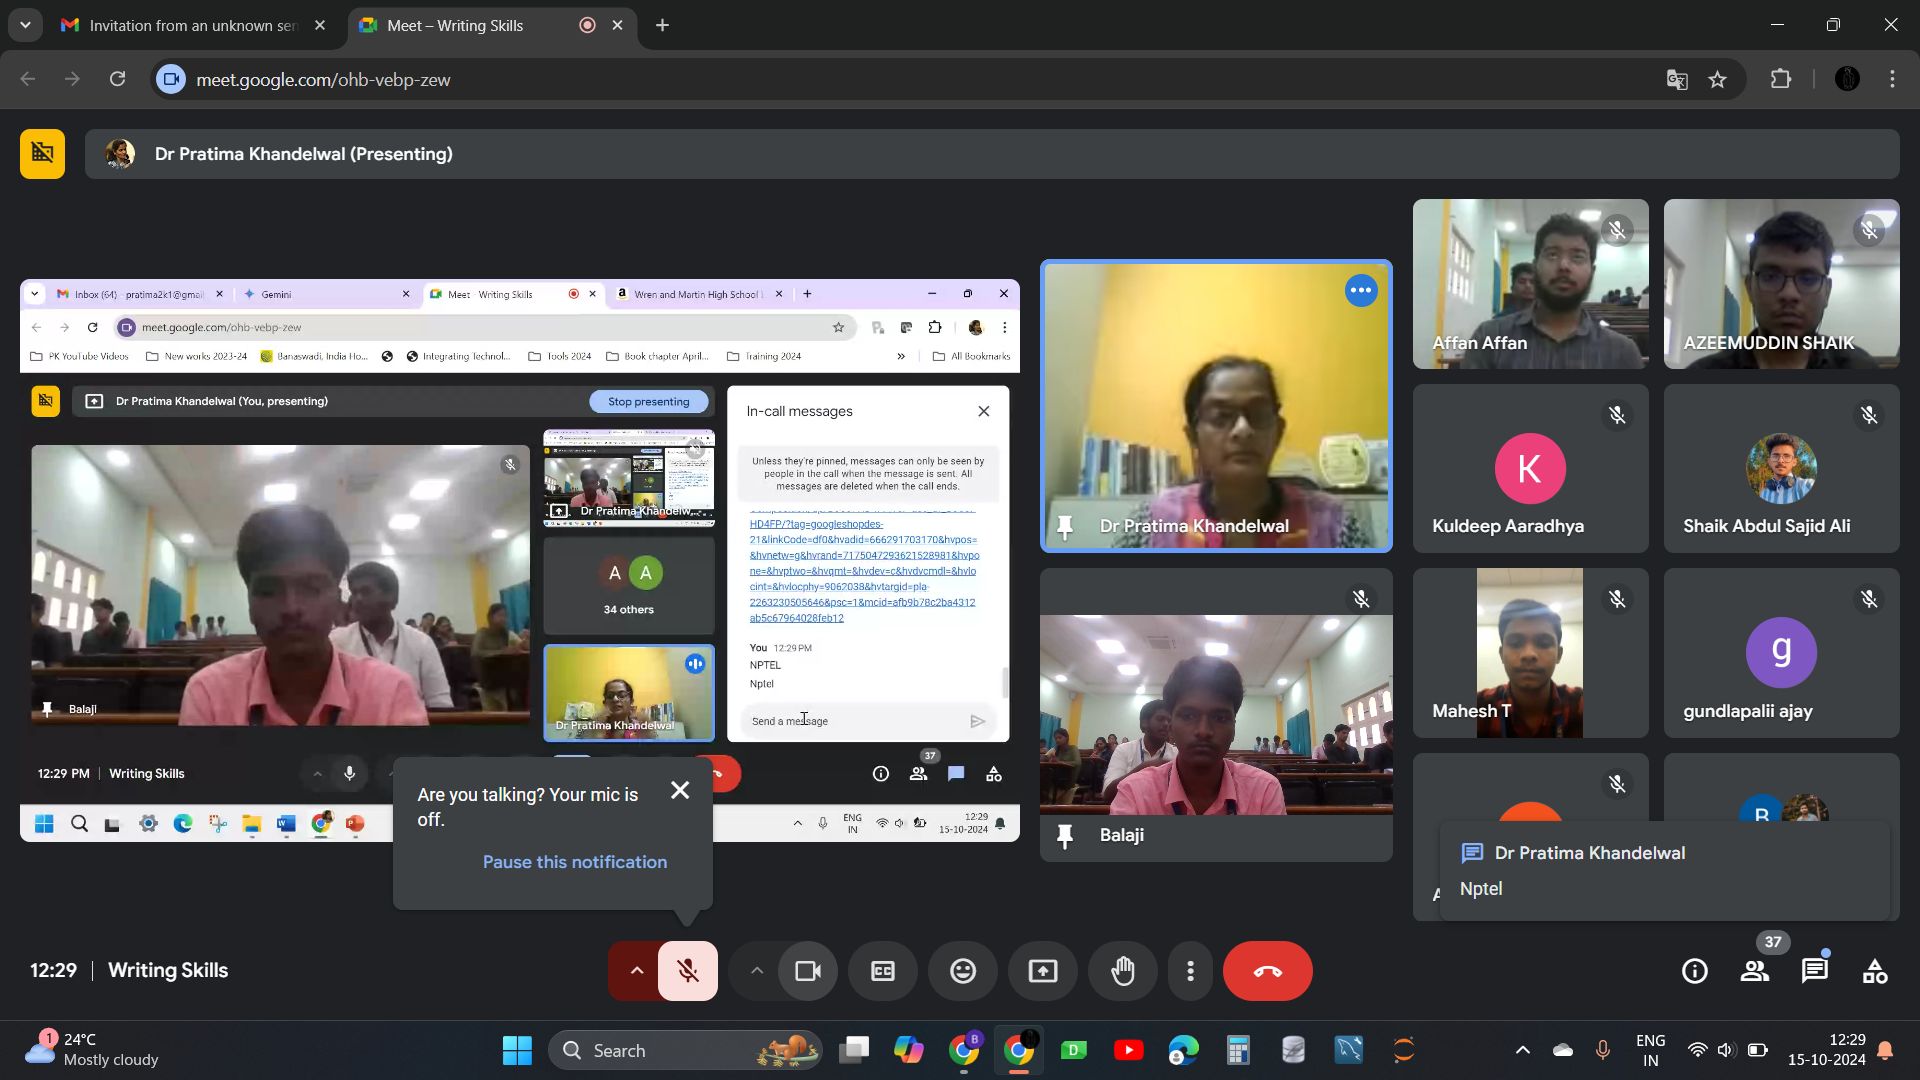 Invitation from an unknown sen
Meet – Writing Skills
meet.google.com/ohb-vebp-zew
Dr Pratima Khandelwal (Presenting)
Inbox (64) - pratima2k1@gmai
Gemini
Meet - Writing Skills
Wren and Martin High School
meet.google.com/ohb-vebp-zew
PK YouTube Videos
New works 2023-24
Banaswadi, India Ho...
Integrating Technol...
Tools 2024
Book chapter April...
Training 2024
»
All Bookmarks
Dr Pratima Khandelwal (You, presenting)
Stop presenting
In-call messages
Unless they're pinned, messages can only be seen by
people in the call when the message is sent. All
messages are deleted when the call ends.
HD4FP/?tag=googleshopdes-
21&linkCode=df0&hvadid=666291703170&hvpos=
&hvnetw=g&hvrand=7175047293621528981&hvpo
ne=&hvptwo=&hvqmt=&hvdev=c&hvdvcmdl=&hvlo
cint=&hvlocphy=9062038&hvtargid=pla-
2263230505646&psc=1&mcid=afb9b78c2ba4312
ab5c67964028feb12
You 12:29 PM
NPTEL
Nptel
Send a message
Dr Pratima Khandelw...
A A
34 others
Dr Pratima Khandelwal
Balaji
12:29 PM | Writing Skills
37
ENG
IN
12:29
15-10-2024
Are you talking? Your mic is
off.
Pause this notification
Dr Pratima Khandelwal
Balaji
Affan Affan
AZEEMUDDIN SHAIK
K
Kuldeep Aaradhya
Shaik Abdul Sajid Ali
Mahesh T
g
gundlapalii ajay
Dr Pratima Khandelwal
Nptel
12:29 | Writing Skills
37
1
24°C
Mostly cloudy
Search
B
D
ENG
IN
12:29
15-10-2024